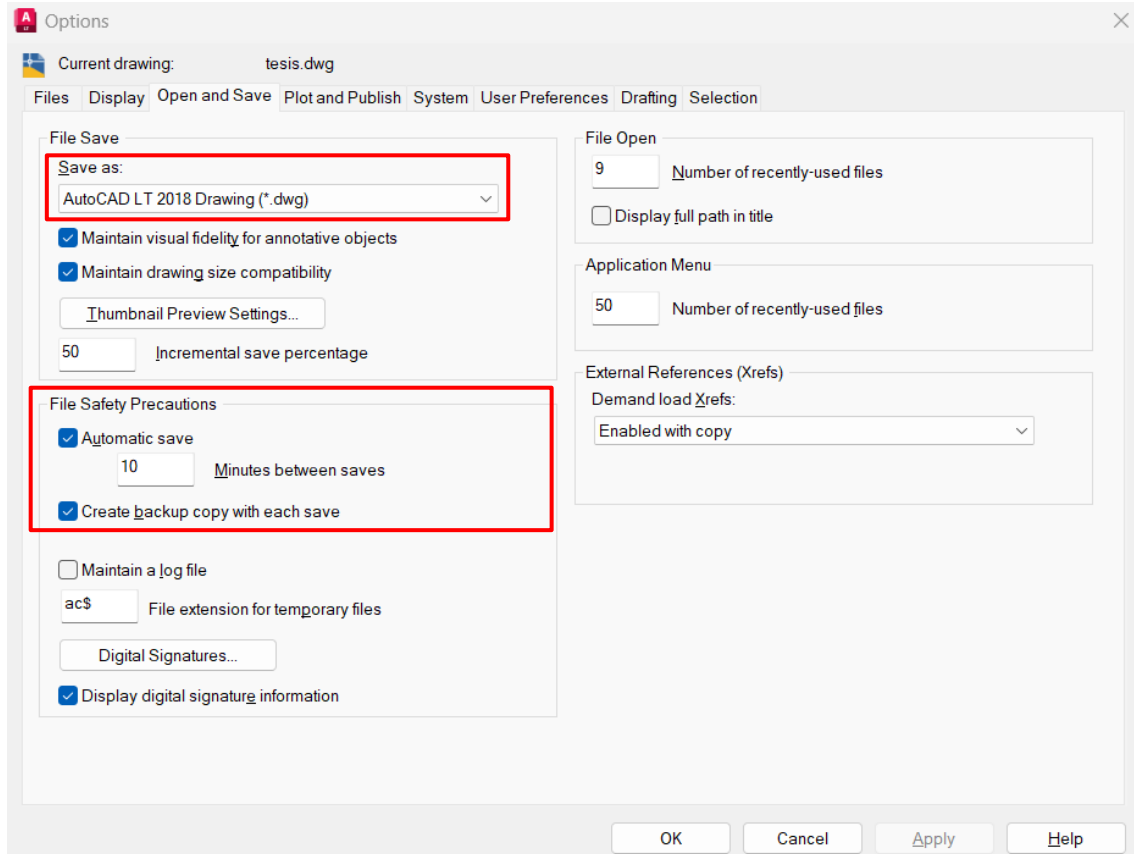 A
LT
Options
Current drawing: tesis.dwg
Files Display Open and Save Plot and Publish System User Preferences Drafting Selection
File Save
Save as:
AutoCAD LT 2018 Drawing (*.dwg)
Maintain visual fidelity for annotative objects
Maintain drawing size compatibility
Thumbnail Preview Settings...
50 Incremental save percentage
File Safety Precautions
Automatic save
10 Minutes between saves
Create backup copy with each save
Maintain a log file
ac$ File extension for temporary files
Digital Signatures...
Display digital signature information
File Open
9 Number of recently-used files
Display full path in title
Application Menu
50 Number of recently-used files
External References (Xrefs)
Demand load Xrefs:
Enabled with copy
OK Cancel Apply Help